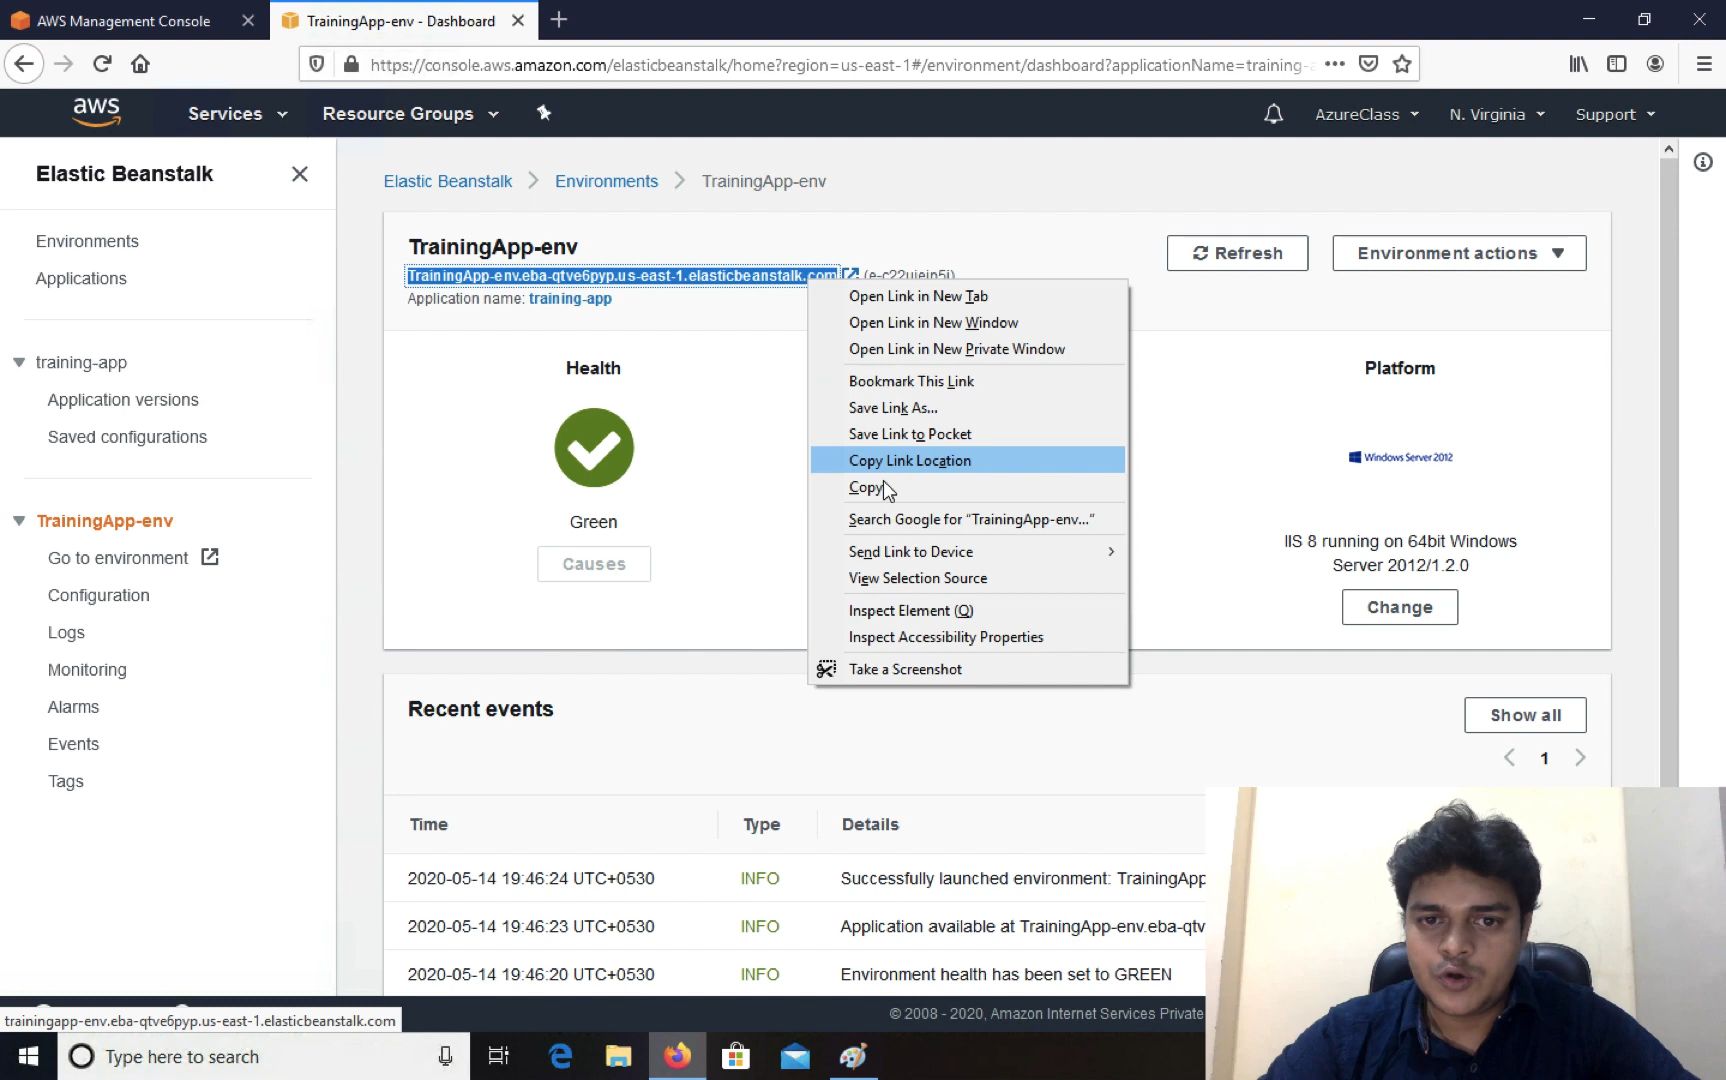 AWS Management Console
TrainingApp-env - Dashboard
https://console.aws.amazon.com/elasticbeanstalk/home?region=us-east-1#/environment/dashboard?applicationName=training-
aws
Services
Resource Groups
AzureClass
N. Virginia
Support
Elastic Beanstalk
Environments
Applications
training-app
Application versions
Saved configurations
TrainingApp-env
Go to environment
Configuration
Logs
Monitoring
Alarms
Events
Tags
Elastic Beanstalk
Environments
TrainingApp-env
TrainingApp-env
TrainingApp-env.eba-qtve6pyp.us-east-1.elasticbeanstalk.com
Application name: training-app
Refresh
Environment actions
Health
Green
Causes
Open Link in New Tab
Open Link in New Window
Open Link in New Private Window
Bookmark This Link
Save Link As...
Save Link to Pocket
Copy Link Location
Copy
Search Google for “TrainingApp-env...”
Send Link to Device
View Selection Source
Inspect Element (Q)
Inspect Accessibility Properties
Take a Screenshot
Platform
Windows Server 2012
IIS 8 running on 64bit Windows
Server 2012/1.2.0
Change
Recent events
Show all
1
Time Type Details
2020-05-14 19:46:24 UTC+0530 INFO Successfully launched environment: TrainingApp
2020-05-14 19:46:23 UTC+0530 INFO Application available at TrainingApp-env.eba-qtv
2020-05-14 19:46:20 UTC+0530 INFO Environment health has been set to GREEN
© 2008 - 2020, Amazon Internet Services Private
trainingapp-env.eba-qtve6pyp.us-east-1.elasticbeanstalk.com
Type here to search